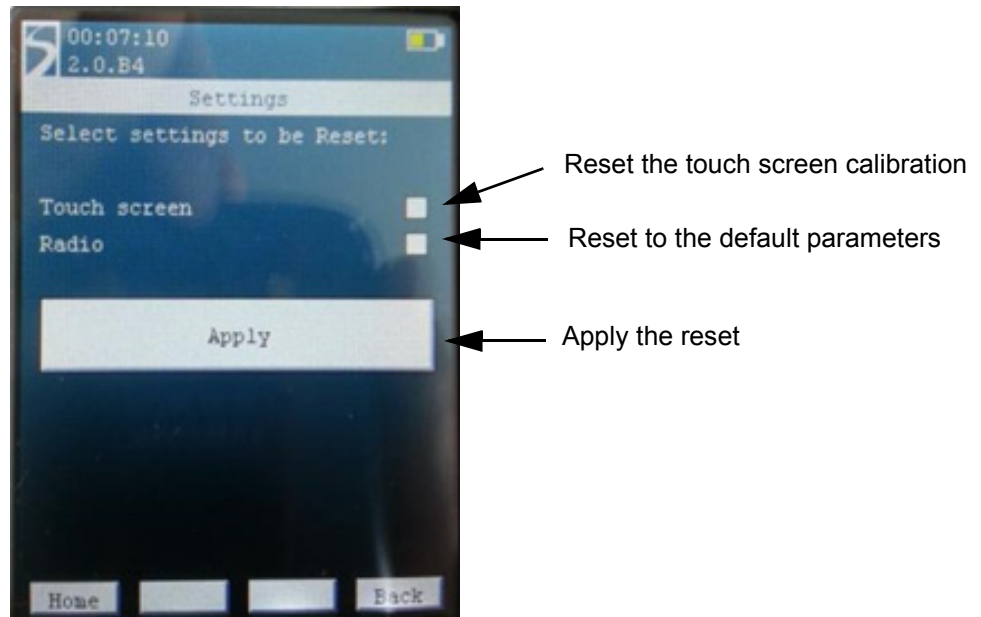 00:07:10
2.0.B4
Settings
Select settings to be Reset:
Touch screen
Reset the touch screen calibration
Radio
Reset to the default parameters
Apply
Apply the reset
Home
Back